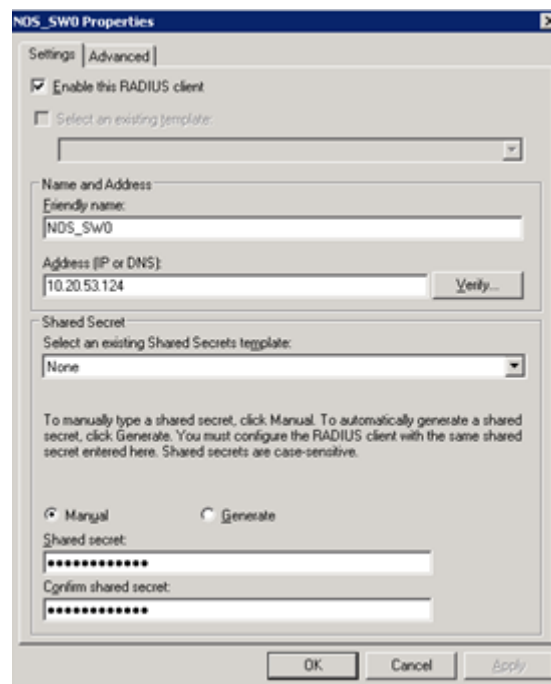 NOS_SW0 Properties
Settings
Advanced
Enable this RADIUS client
Select an existing template:
Name and Address
Friendly name:
NOS_SW0
Address (IP or DNS):
10.20.53.124
Verify...
Shared Secret
Select an existing Shared Secrets template:
None
To manually type a shared secret, click Manual. To automatically generate a shared
secret, click Generate. You must configure the RADIUS client with the same shared
secret entered here. Shared secrets are case-sensitive.
Manual
Generate
Shared secret:
●●●●●●●●●●●●
Confirm shared secret:
●●●●●●●●●●●●
OK
Cancel
Apply